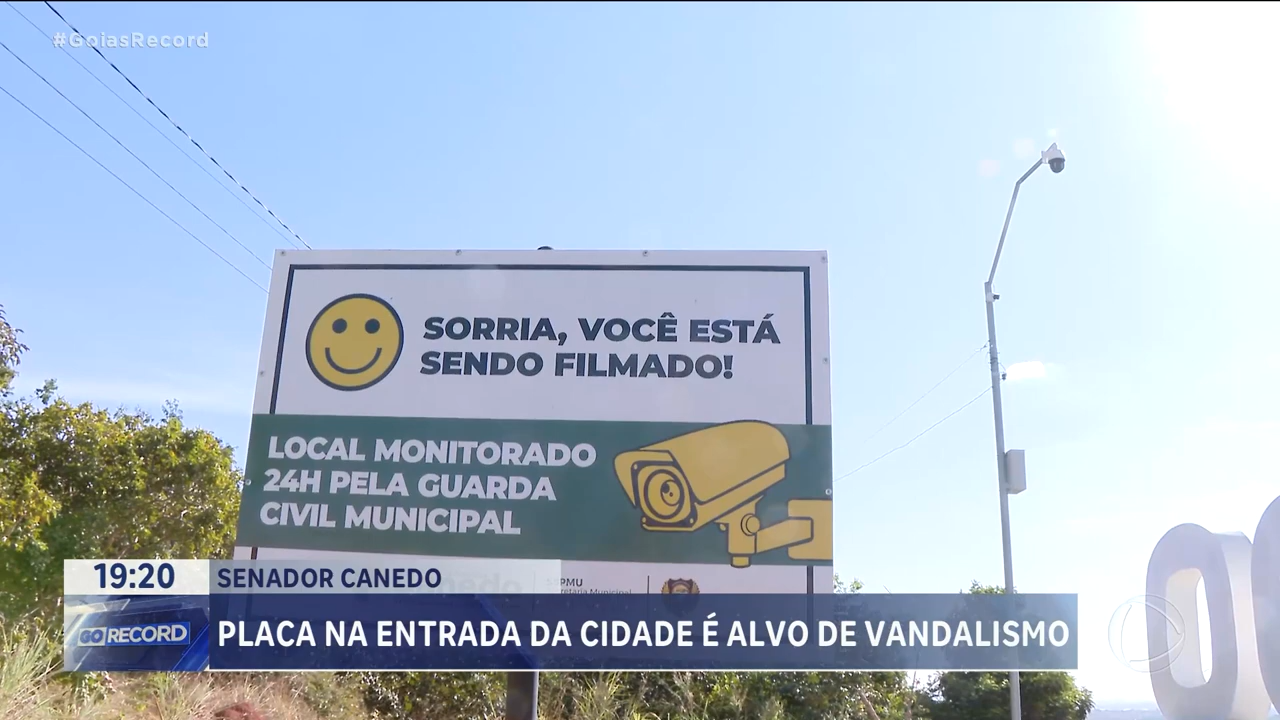 #GoiasRecord
SORRIA, VOCÊ ESTÁ
SENDO FILMADO!
LOCAL MONITORADO
24H PELA GUARDA
CIVIL MUNICIPAL
19:20
SENADOR CANEDO
GO RECORD
PLACA NA ENTRADA DA CIDADE É ALVO DE VANDALISMO